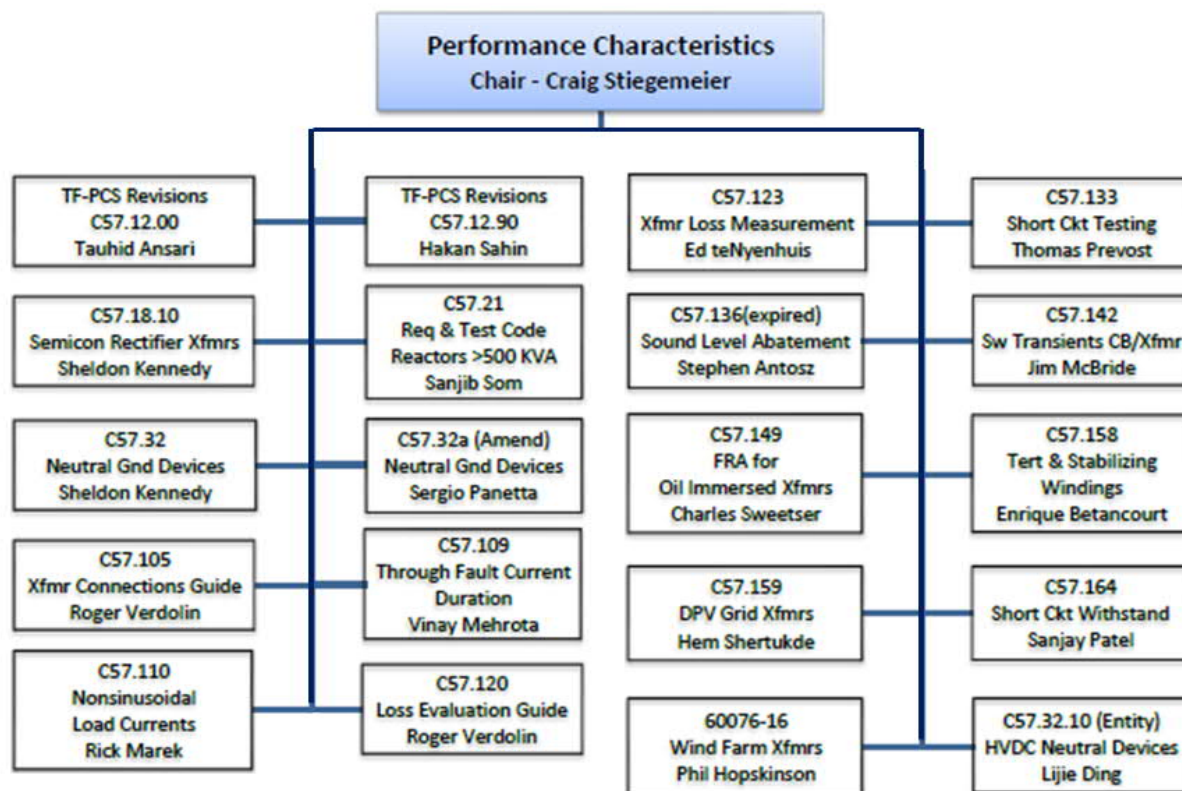 Performance Characteristics
Chair - Craig Stiegemeier
TF-PCS Revisions
C57.12.00
Tauhid Ansari
TF-PCS Revisions
C57.12.90
Hakan Sahin
C57.123
Xfmr Loss Measurement
Ed teNyenhuis
C57.133
Short Ckt Testing
Thomas Prevost
C57.18.10
Semicon Rectifier Xfmrs
Sheldon Kennedy
C57.21
Req & Test Code
Reactors >500 KVA
Sanjib Som
C57.136(expired)
Sound Level Abatement
Stephen Antosz
C57.142
Sw Transients CB/Xfmr
Jim McBride
C57.32
Neutral Gnd Devices
Sheldon Kennedy
C57.32a (Amend)
Neutral Gnd Devices
Sergio Panetta
C57.149
FRA for
Oil Immersed Xfmrs
Charles Sweetser
C57.158
Tert & Stabilizing
Windings
Enrique Betancourt
C57.105
Xfmr Connections Guide
Roger Verdolin
C57.109
Through Fault Current
Duration
Vinay Mehrota
C57.159
DPV Grid Xfmrs
Hem Shertukde
C57.164
Short Ckt Withstand
Sanjay Patel
C57.110
Nonsinusoidal
Load Currents
Rick Marek
C57.120
Loss Evaluation Guide
Roger Verdolin
60076-16
Wind Farm Xfmrs
Phil Hopskinson
C57.32.10 (Entity)
HVDC Neutral Devices
Lijie Ding